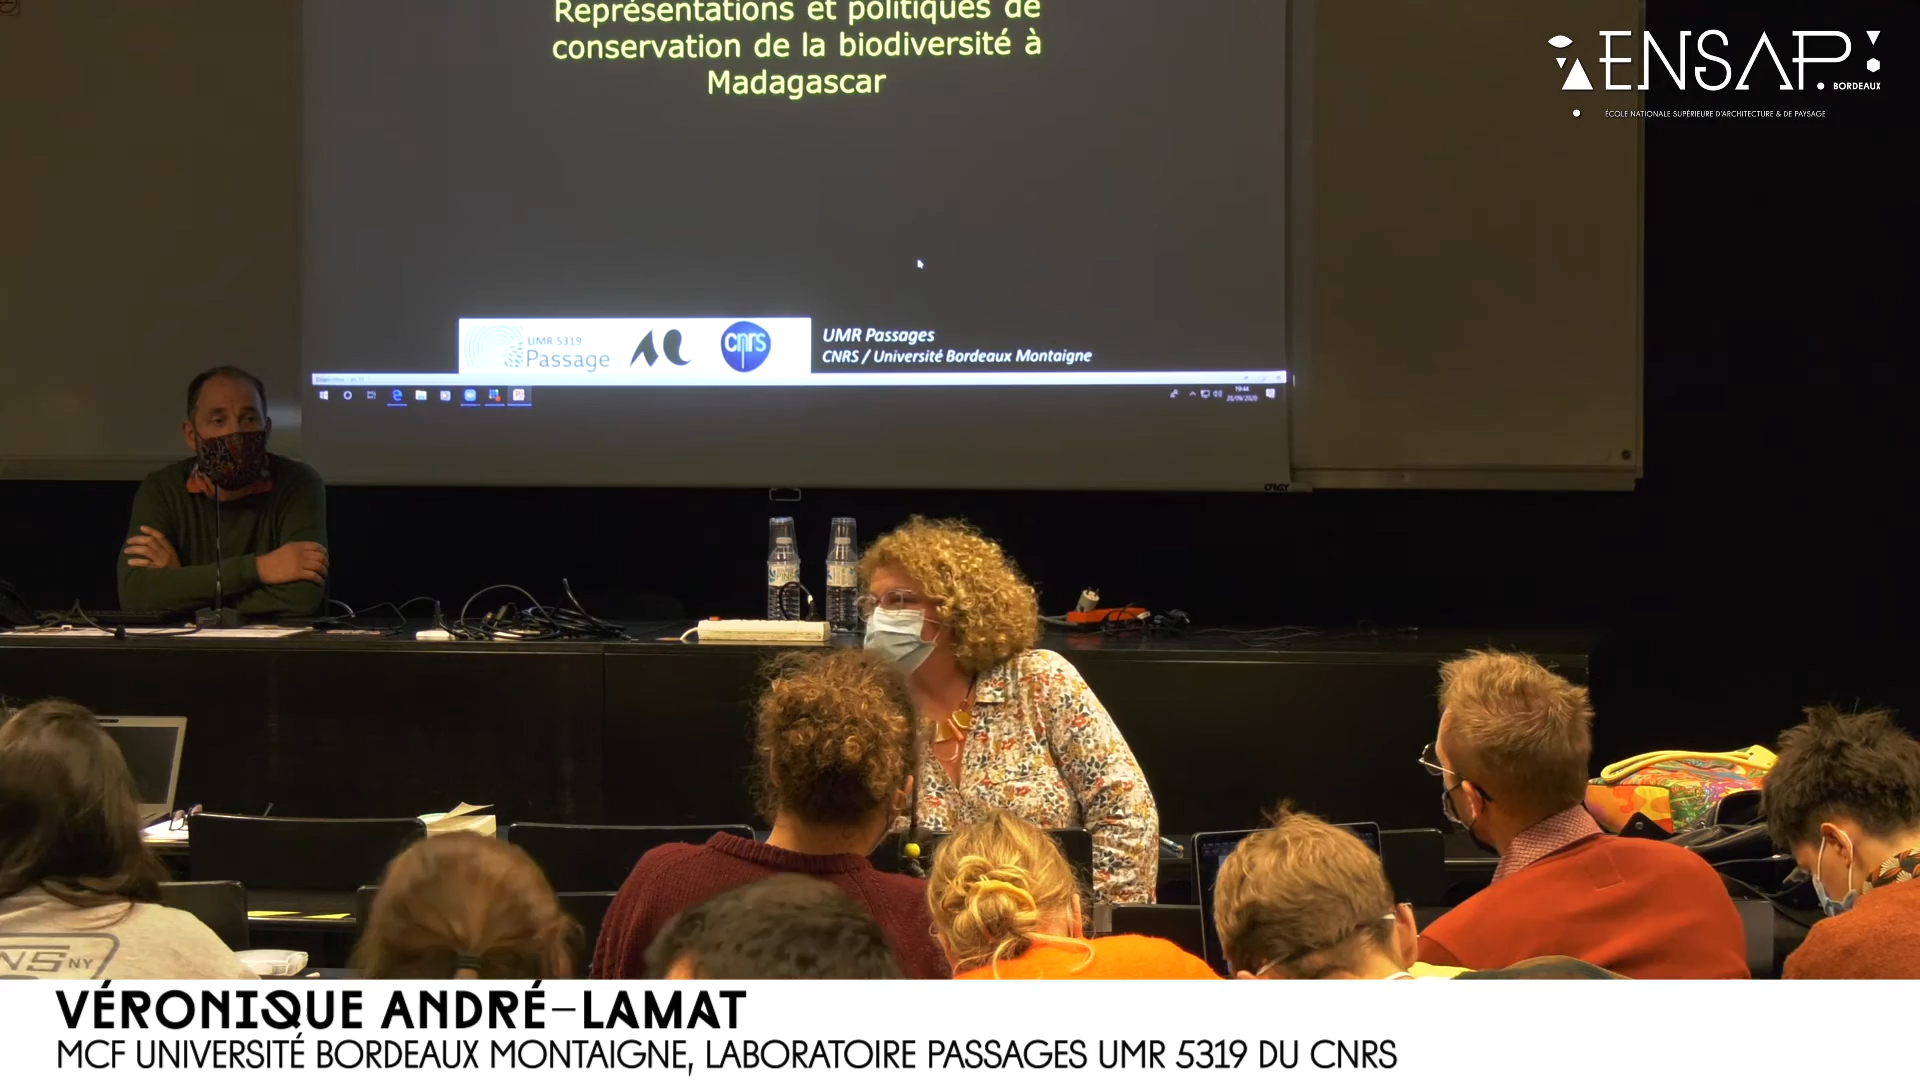 Représentations et politiques de
conservation de la biodiversité à
Madagascar
ENSAP.
BORDEAUX
ÉCOLE NATIONALE SUPÉRIEURE D'ARCHITECTURE & DE PAYSAGE
UMR 5319
Passage
cnrs
UMR Passages
CNRS / Université Bordeaux Montaigne
NY
VÉRONIQUE ANDRÉ-LAMAT
MCF UNIVERSITÉ BORDEAUX MONTAIGNE, LABORATOIRE PASSAGES UMR 5319 DU CNRS